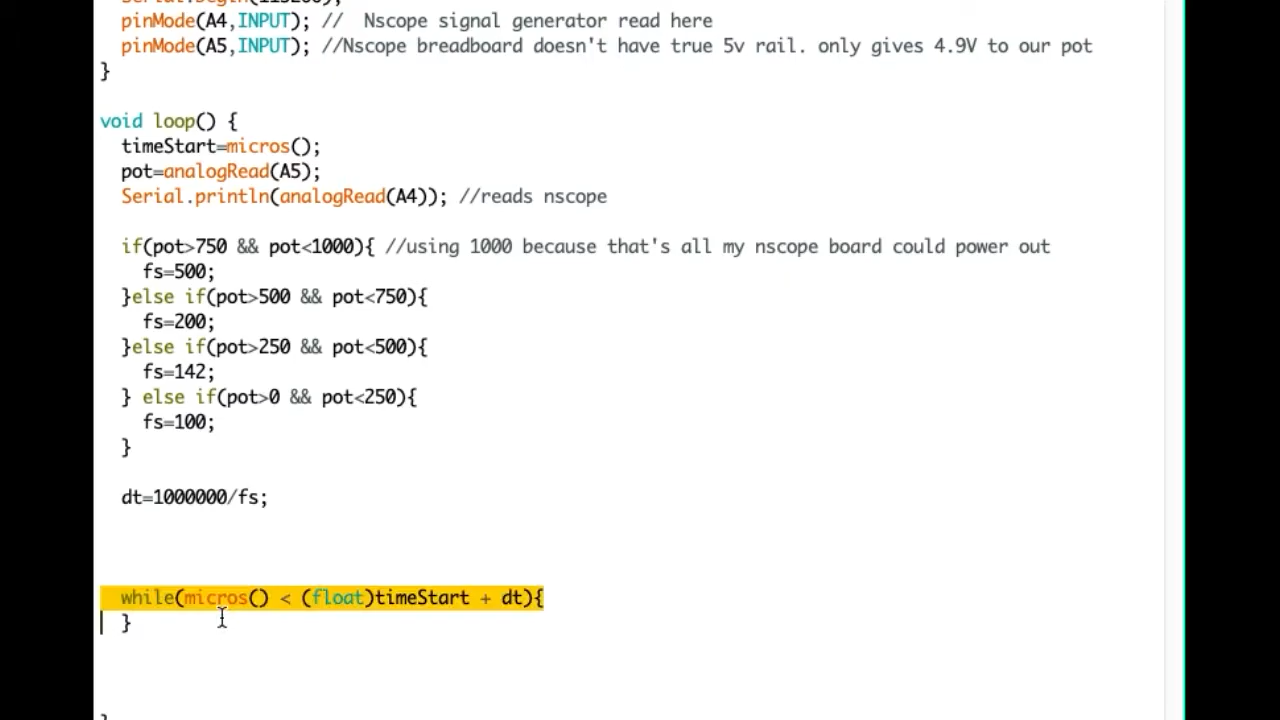 pinMode(A4,INPUT); //  Nscope signal generator read here
pinMode(A5,INPUT); //Nscope breadboard doesn't have true 5v rail. only gives 4.9V to our pot
}
void loop() {
timeStart=micros();
pot=analogRead(A5);
Serial.println(analogRead(A4)); //reads nscope
if(pot>750 && pot<1000){ //using 1000 because that's all my nscope board could power out
fs=500;
}else if(pot>500 && pot<750){
fs=200;
}else if(pot>250 && pot<500){
fs=142;
} else if(pot>0 && pot<250){
fs=100;
}
dt=1000000/fs;
while(micros() < (float)timeStart + dt){
}